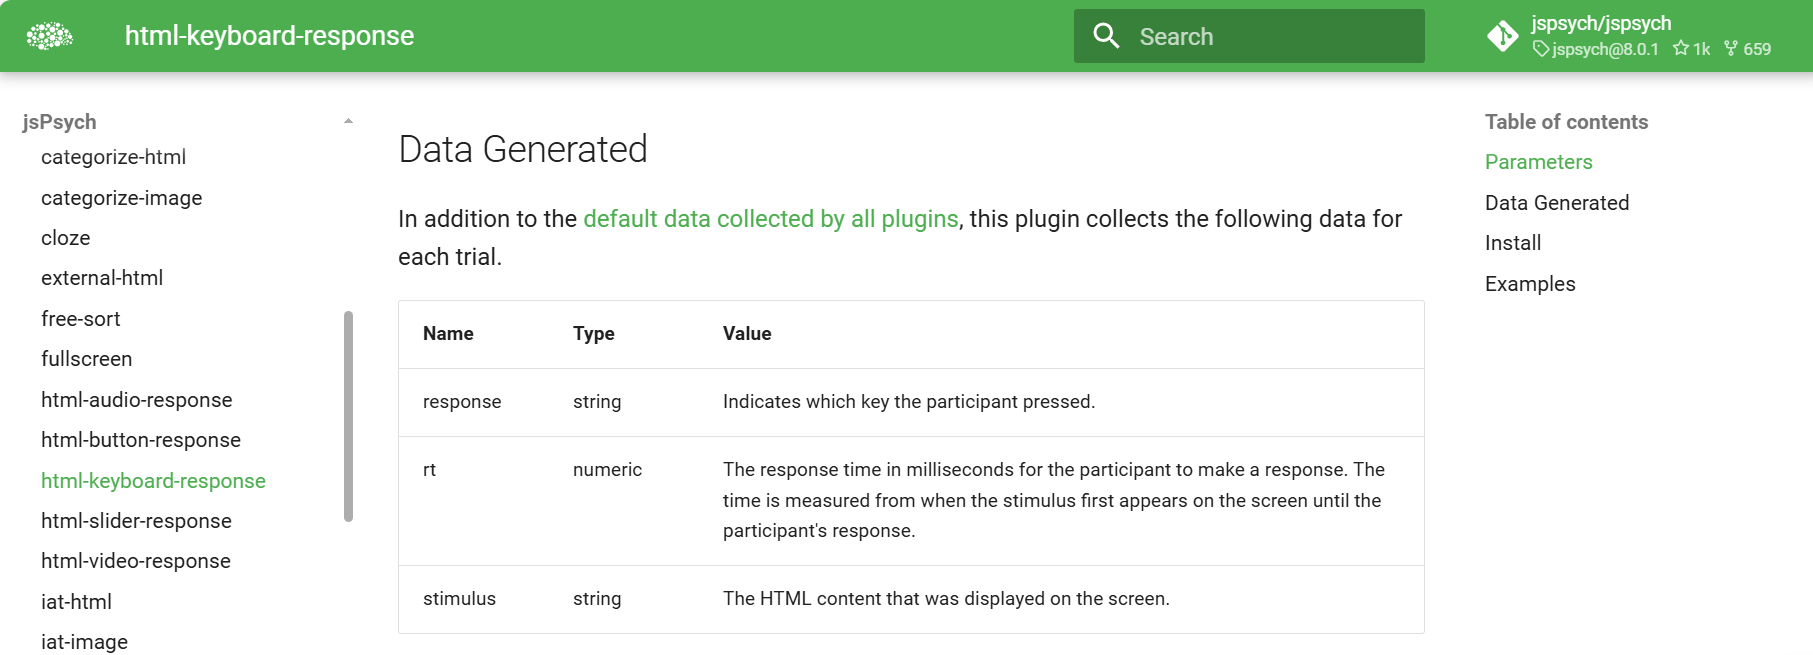 html-keyboard-response
Search
jspsych/jspsych
jspsych@8.0.1 1k 659
jsPsych
categorize-html
categorize-image
cloze
external-html
free-sort
fullscreen
html-audio-response
html-button-response
html-keyboard-response
html-slider-response
html-video-response
iat-html
iat-image
Data Generated
In addition to the default data collected by all plugins, this plugin collects the following data for
each trial.
Name Type Value
response string Indicates which key the participant pressed.
rt numeric The response time in milliseconds for the participant to make a response. The
time is measured from when the stimulus first appears on the screen until the
participant's response.
stimulus string The HTML content that was displayed on the screen.
Table of contents
Parameters
Data Generated
Install
Examples